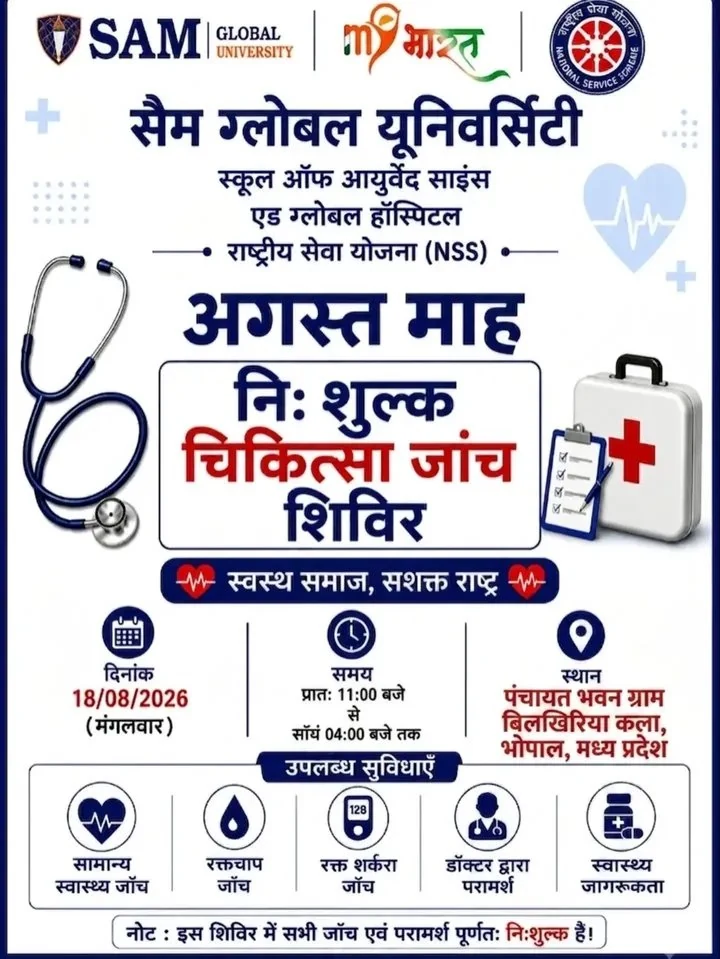 SAM GLOBAL UNIVERSITY
my भारत
राष्ट्रीय सेवा योजना
NATIONAL SERVICE SCHEME
सैम ग्लोबल यूनिवर्सिटी
स्कूल ऑफ आयुर्वेद साइंस
एड ग्लोबल हॉस्पिटल
राष्ट्रीय सेवा योजना (NSS)
अगस्त माह
निः शुल्क
चिकित्सा जांच
शिविर
स्वस्थ समाज, सशक्त राष्ट्र
दिनांक
18/08/2026
(मंगलवार)
समय
प्रात: 11:00 बजे
से
सॉयं 04:00 बजे तक
स्थान
पंचायत भवन ग्राम
बिलखिरिया कला,
भोपाल, मध्य प्रदेश
उपलब्ध सुविधाएँ
सामान्य
स्वास्थ्य जॉच
रक्तचाप
जॉच
128
रक्त शर्करा
जॉच
डॉक्टर द्वारा
परामर्श
स्वास्थ्य
जागरूकता
नोट : इस शिविर में सभी जॉच एवं परामर्श पूर्णत: नि:शुल्क हैं!